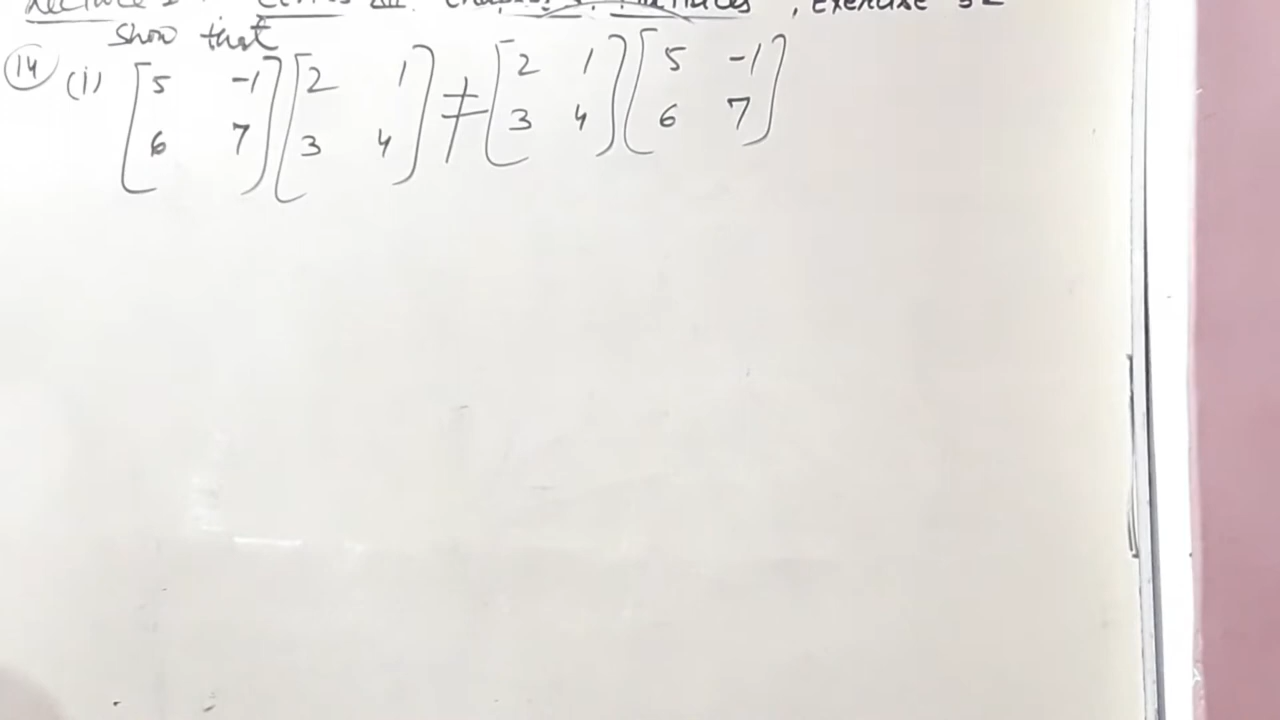 Exercise
Show that
14 (i) [5 -1 [2 1] ≠ [2 1] [5 -1]
6 7] 3 4] [3 4] 6 7]